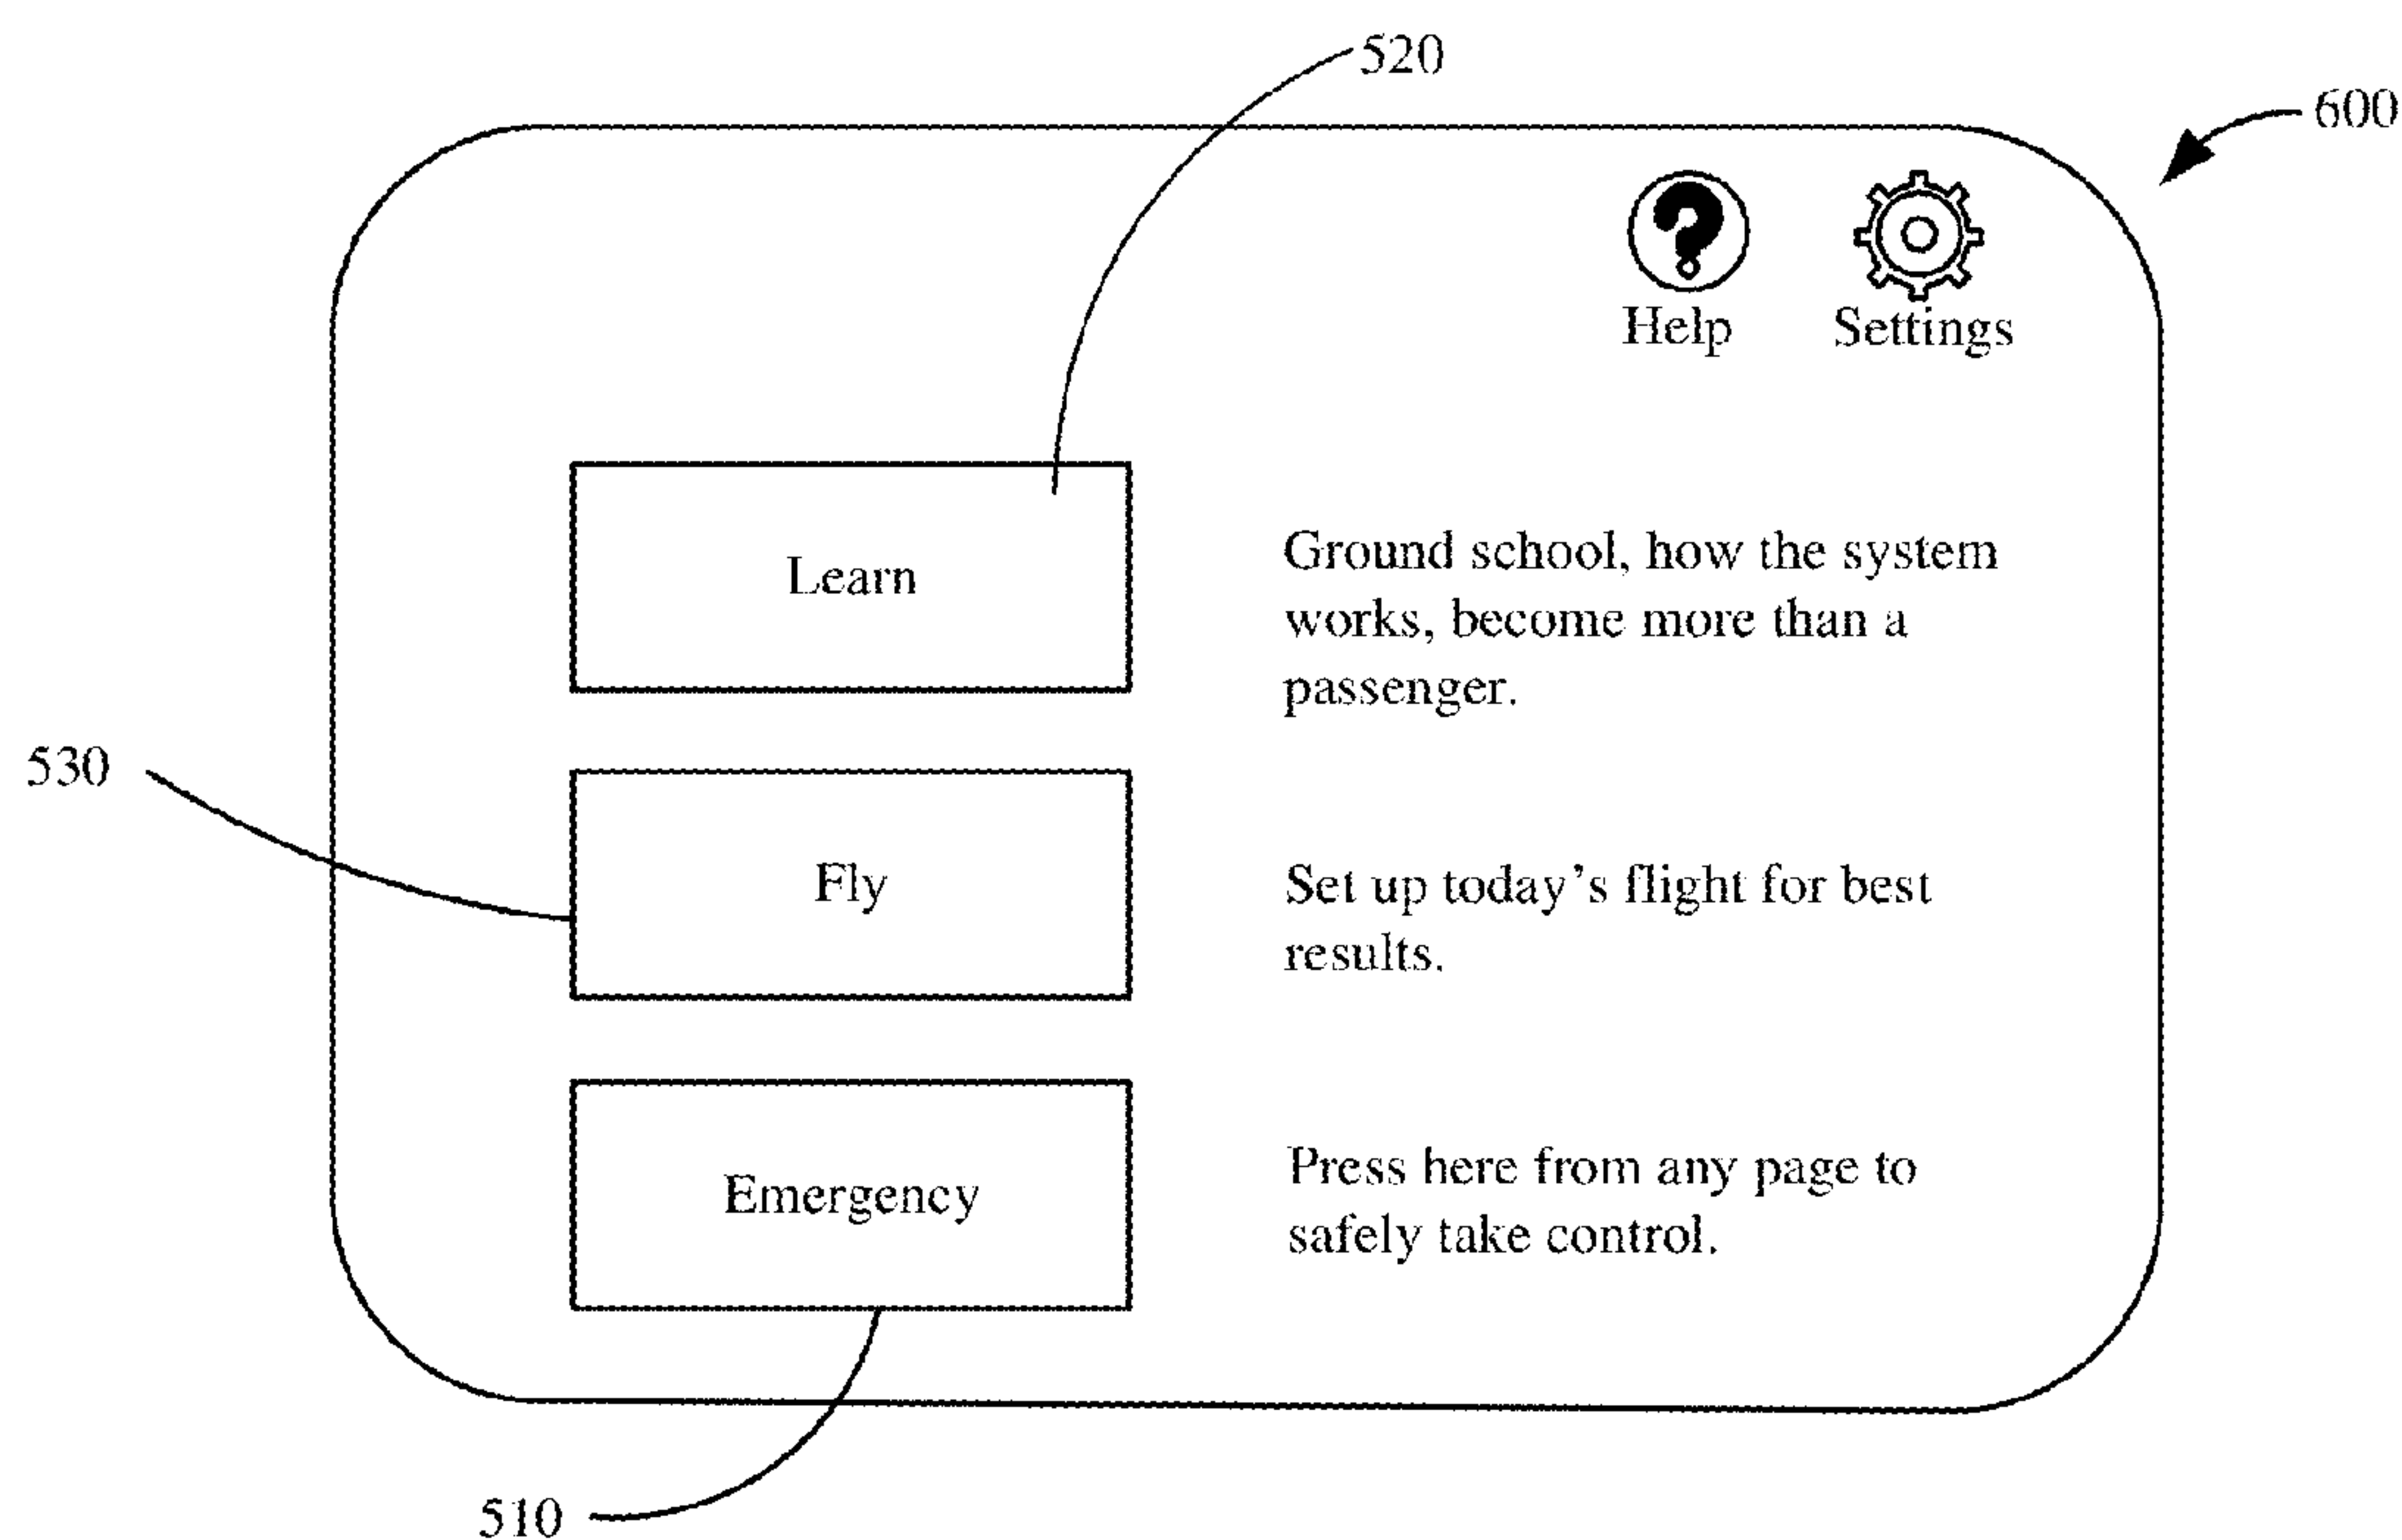 520
600
Help
Settings
Learn
Ground school, how the system
works, become more than a
passenger.
530
Fly
Set up today’s flight for best
results.
Emergency
Press here from any page to
safely take control.
510